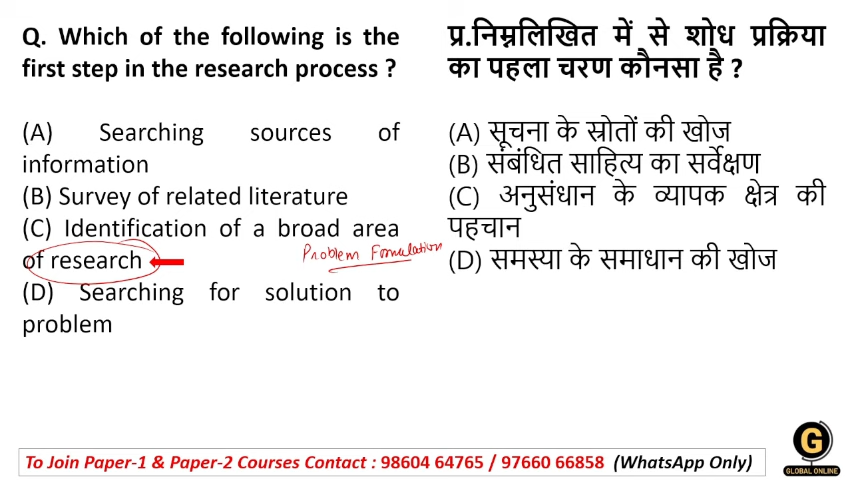 Q. Which of the following is the
first step in the research process ?
(A) Searching sources of
information
(B) Survey of related literature
(C) Identification of a broad area
of research
Problem Formulation
(D) Searching for solution to
problem
प्र.निम्नलिखित में से शोध प्रक्रिया
का पहला चरण कौनसा है ?
(A) सूचना के स्रोतों की खोज
(B) संबंधित साहित्य का सर्वेक्षण
(C) अनुसंधान के व्यापक क्षेत्र की
पहचान
(D) समस्या के समाधान की खोज
G
GLOBAL ONLINE
To Join Paper-1 & Paper-2 Courses Contact : 98604 64765 / 97660 66858 (WhatsApp Only)